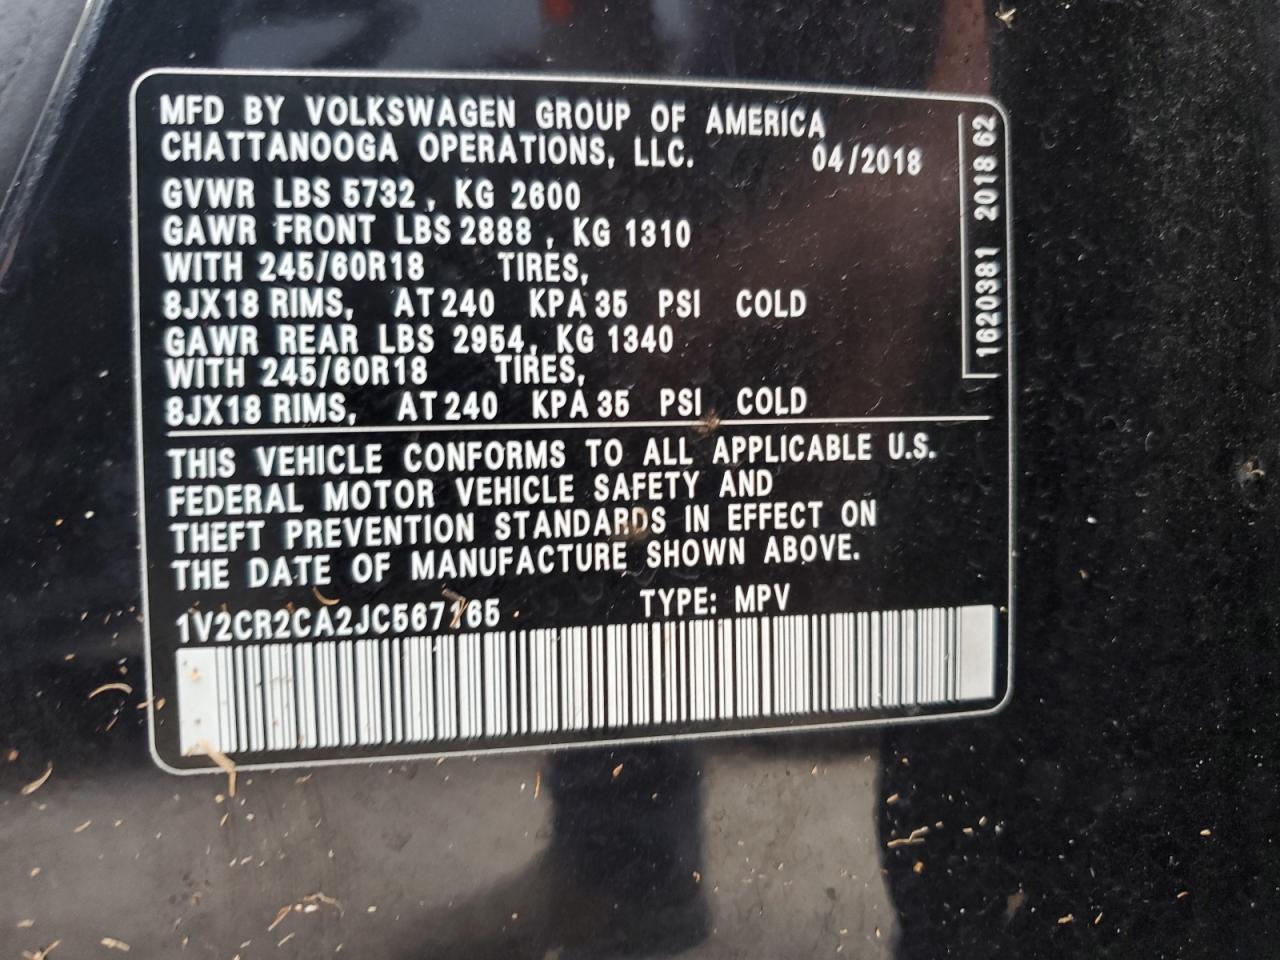 MFD BY VOLKSWAGEN GROUP OF AMERICA
CHATTANOOGA OPERATIONS, LLC. 04/2018
GVWR LBS 5732, KG 2600
GAWR FRONT LBS 2888, KG 1310
WITH 245/60R18 TIRES,
8JX18 RIMS, AT 240 KPA 35 PSI COLD
GAWR REAR LBS 2954, KG 1340
WITH 245/60R18 TIRES,
8JX18 RIMS, AT 240 KPA 35 PSI COLD
THIS VEHICLE CONFORMS TO ALL APPLICABLE U.S.
FEDERAL MOTOR VEHICLE SAFETY AND
THEFT PREVENTION STANDARDS IN EFFECT ON
THE DATE OF MANUFACTURE SHOWN ABOVE.
1V2CR2CA2JC567165 TYPE: MPV
1620381 2018 62